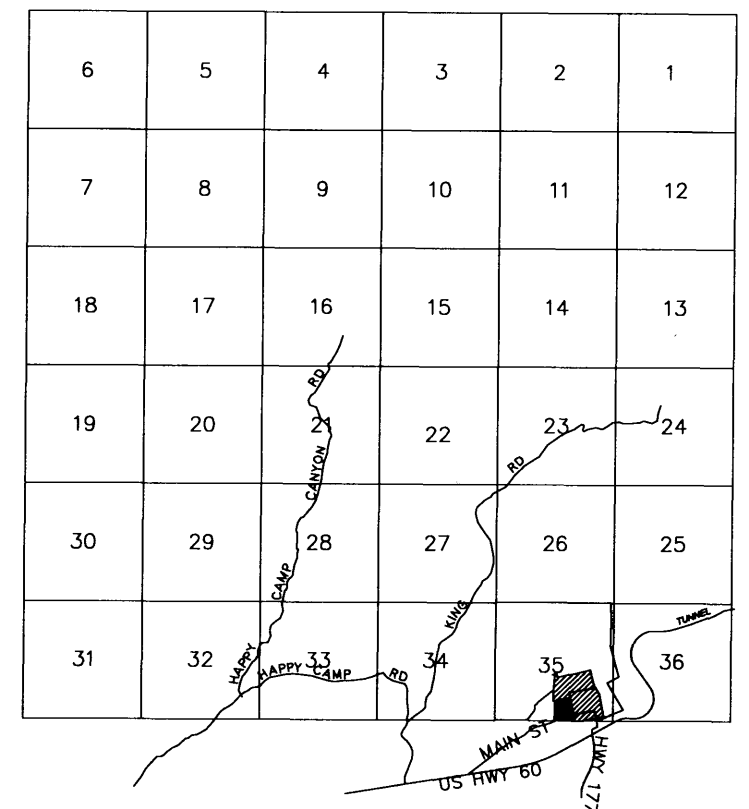 6 5 4 3 2 1
7 8 9 10 11 12
18 17 16 15 14 13
RD
19 20 21 22 23 24
CANYON
RD
30 29 28 27 26 25
CAMP
KING
TUNNEL
31 32 33 34 35 36
HAPPY
HAPPY CAMP RD
MAIN ST
US HWY 60
HWY 177